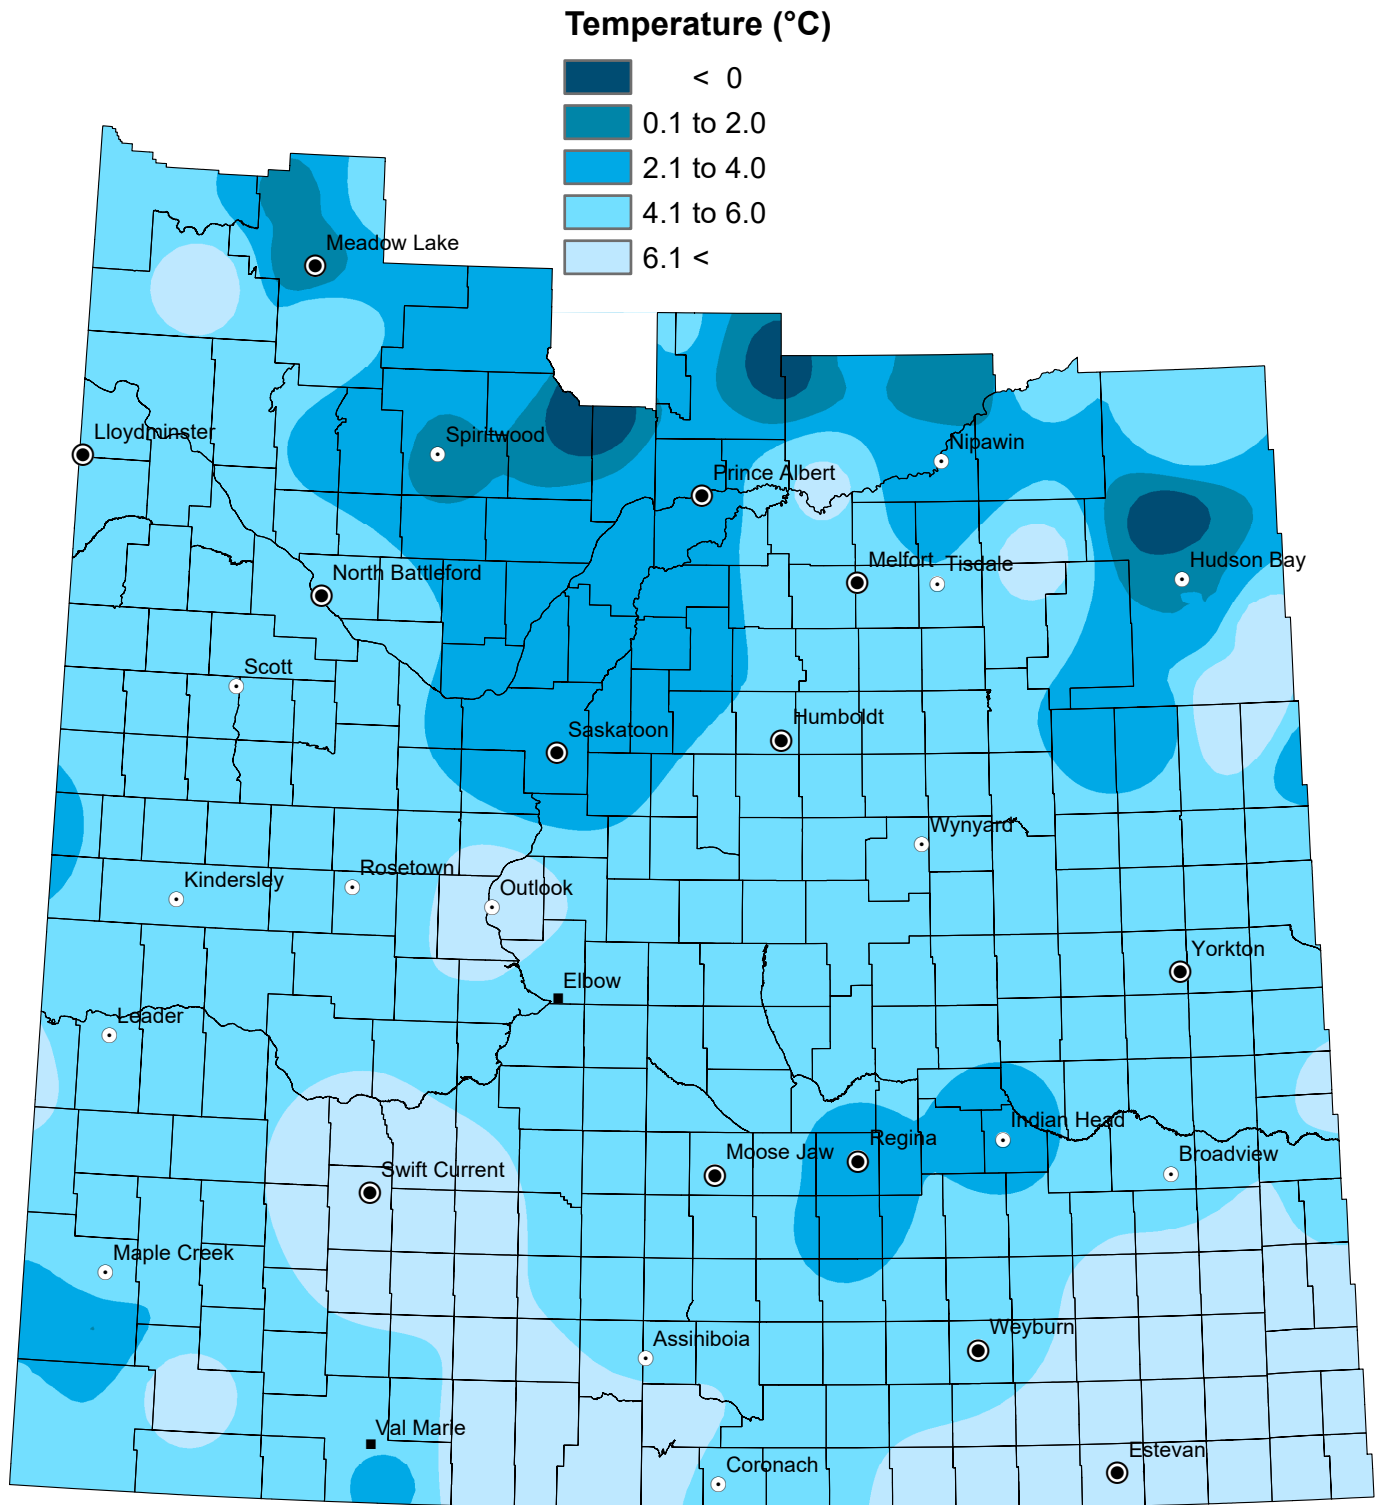 Temperature (°C)
< 0
0.1 to 2.0
2.1 to 4.0
4.1 to 6.0
6.1 <
Meadow Lake
Lloydminster
Spiritwood
Nipawin
Prince Albert
Hudson Bay
Melfort
Tisdale
North Battleford
Scott
Humboldt
Saskatoon
Wynyard
Rosetown
Kindersley
Outlook
Yorkton
Elbow
Leader
Indian Head
Regina
Moose Jaw
Broadview
Swift Current
Maple Creek
Weyburn
Assiniboia
Val Marie
Estevan
Coronach